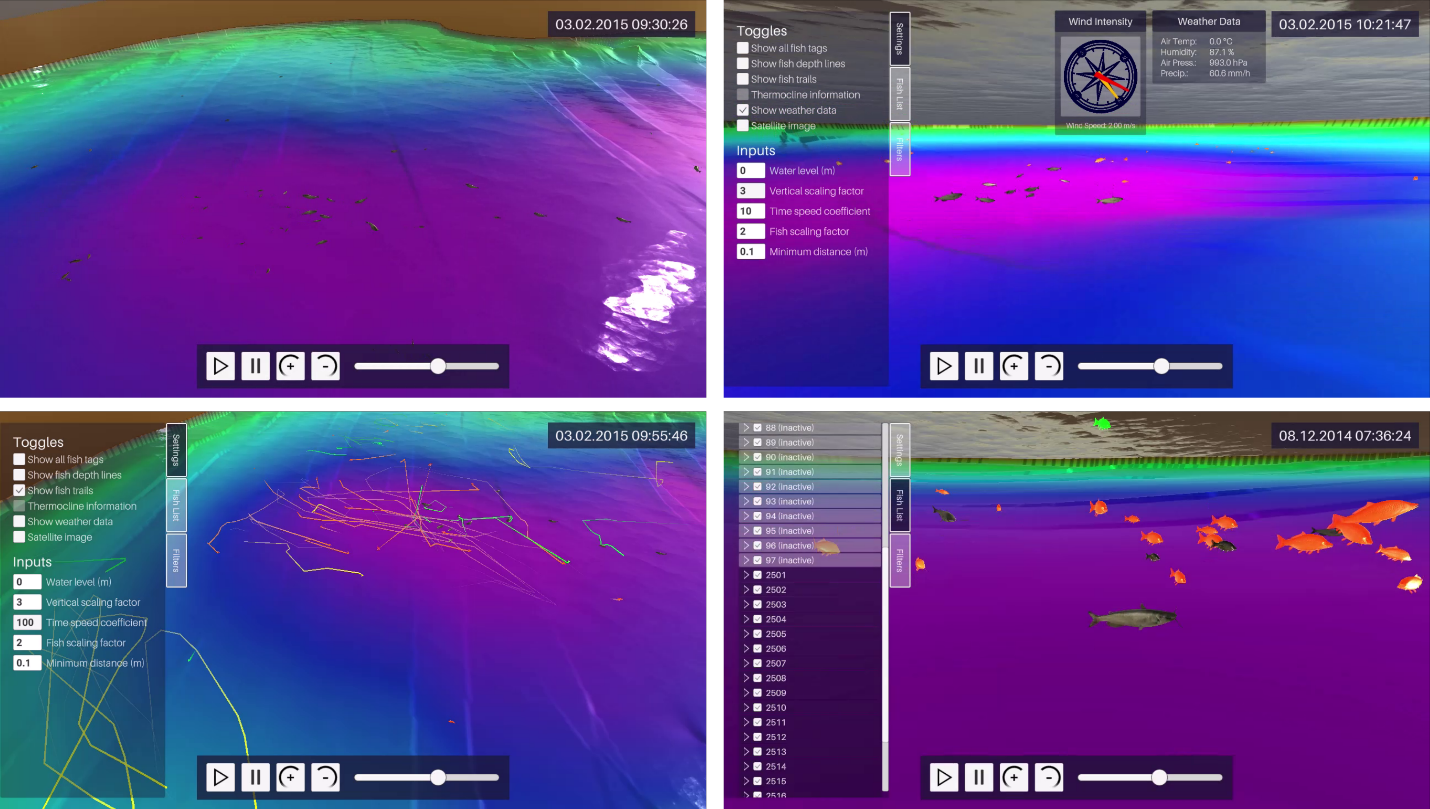 03.02.2015 09:30:26
Toggles
Show all fish tags
Show fish depth lines
Show fish trails
Thermocline information
Show weather data
Satellite image
Inputs
0 Water level (m)
3 Vertical scaling factor
10 Time speed coefficient
2 Fish scaling factor
0.1 Minimum distance (m)
Settings
Fish List
Filters
Wind Intensity
Wind Speed: 2.00 m/s
Weather Data
Air Temp: 0.0 °C
Humidity: 87.1 %
Air Press.: 993.0 hPa
Precip.: 60.6 mm/h
03.02.2015 10:21:47
Toggles
Show all fish tags
Show fish depth lines
Show fish trails
Thermocline information
Show weather data
Satellite image
Inputs
0 Water level (m)
3 Vertical scaling factor
100 Time speed coefficient
2 Fish scaling factor
0.1 Minimum distance (m)
Settings
Fish List
Filters
03.02.2015 09:55:46
88 (Inactive)
89 (Inactive)
90 (Inactive)
91 (Inactive)
92 (Inactive)
93 (Inactive)
94 (Inactive)
95 (Inactive)
96 (Inactive)
97 (Inactive)
2501
2502
2503
2504
2505
2506
2507
2508
2509
2510
2511
2512
2513
2514
2515
2516
Settings
Fish List
Filters
08.12.2014 07:36:24